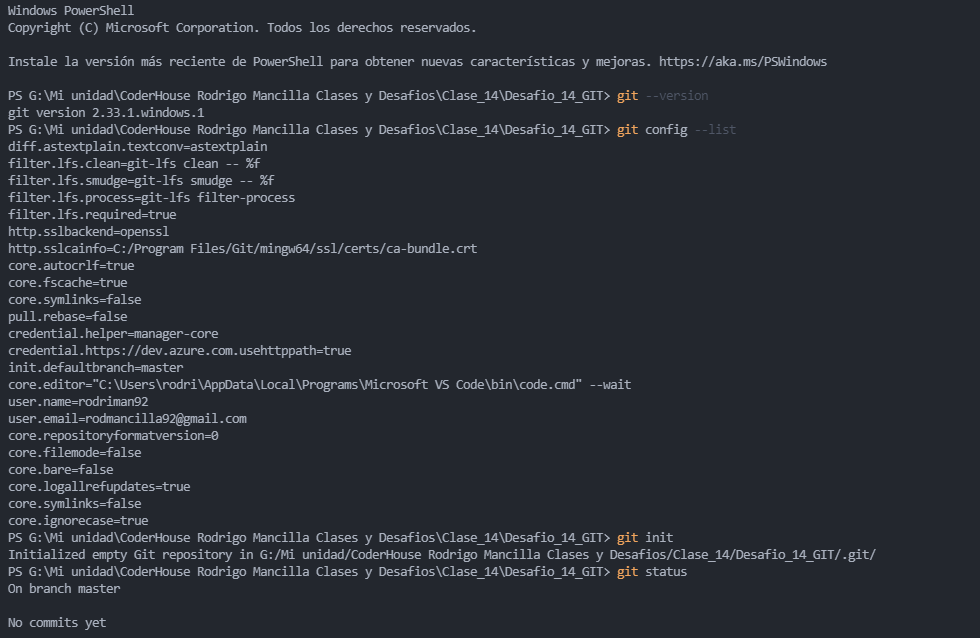 Windows PowerShell
Copyright (C) Microsoft Corporation. Todos los derechos reservados.
Instale la versión más reciente de PowerShell para obtener nuevas características y mejoras. https://aka.ms/PSWindows
PS G:\Mi unidad\CoderHouse Rodrigo Mancilla Clases y Desafios\Clase_14\Desafio_14_GIT> git --version
git version 2.33.1.windows.1
PS G:\Mi unidad\CoderHouse Rodrigo Mancilla Clases y Desafios\Clase_14\Desafio_14_GIT> git config --list
diff.astextplain.textconv=astextplain
filter.lfs.clean=git-lfs clean -- %f
filter.lfs.smudge=git-lfs smudge -- %f
filter.lfs.process=git-lfs filter-process
filter.lfs.required=true
http.sslbackend=openssl
http.sslcainfo=C:/Program Files/Git/mingw64/ssl/certs/ca-bundle.crt
core.autocrlf=true
core.fscache=true
core.symlinks=false
pull.rebase=false
credential.helper=manager-core
credential.https://dev.azure.com.usehttppath=true
init.defaultbranch=master
core.editor="C:\Users\rodri\AppData\Local\Programs\Microsoft VS Code\bin\code.cmd" --wait
user.name=rodriman92
user.email=rodmancilla92@gmail.com
core.repositoryformatversion=0
core.filemode=false
core.bare=false
core.logallrefupdates=true
core.symlinks=false
core.ignorecase=true
PS G:\Mi unidad\CoderHouse Rodrigo Mancilla Clases y Desafios\Clase_14\Desafio_14_GIT> git init
Initialized empty Git repository in G:/Mi unidad/CoderHouse Rodrigo Mancilla Clases y Desafios/Clase_14/Desafio_14_GIT/.git/
PS G:\Mi unidad\CoderHouse Rodrigo Mancilla Clases y Desafios\Clase_14\Desafio_14_GIT> git status
On branch master
No commits yet